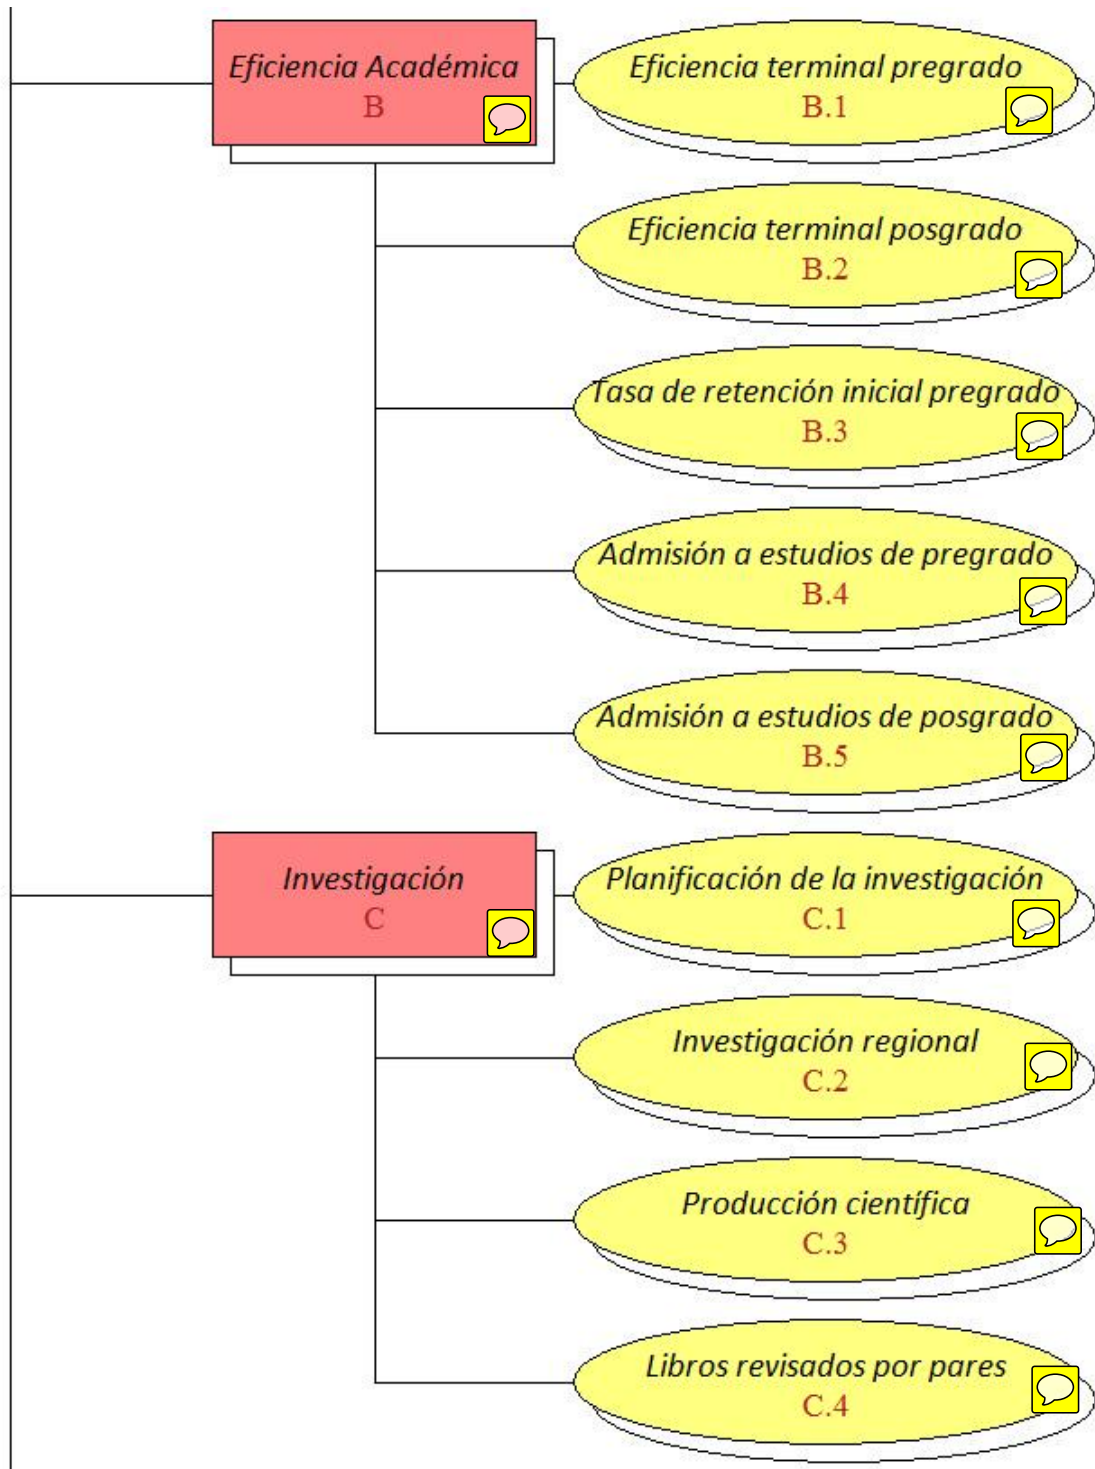 Eficiencia Académica
B
Eficiencia terminal pregrado
B.1
Eficiencia terminal posgrado
B.2
Tasa de retención inicial pregrado
B.3
Admisión a estudios de pregrado
B.4
Admisión a estudios de posgrado
B.5
Investigación
C
Planificación de la investigación
C.1
Investigación regional
C.2
Producción científica
C.3
Libros revisados por pares
C.4